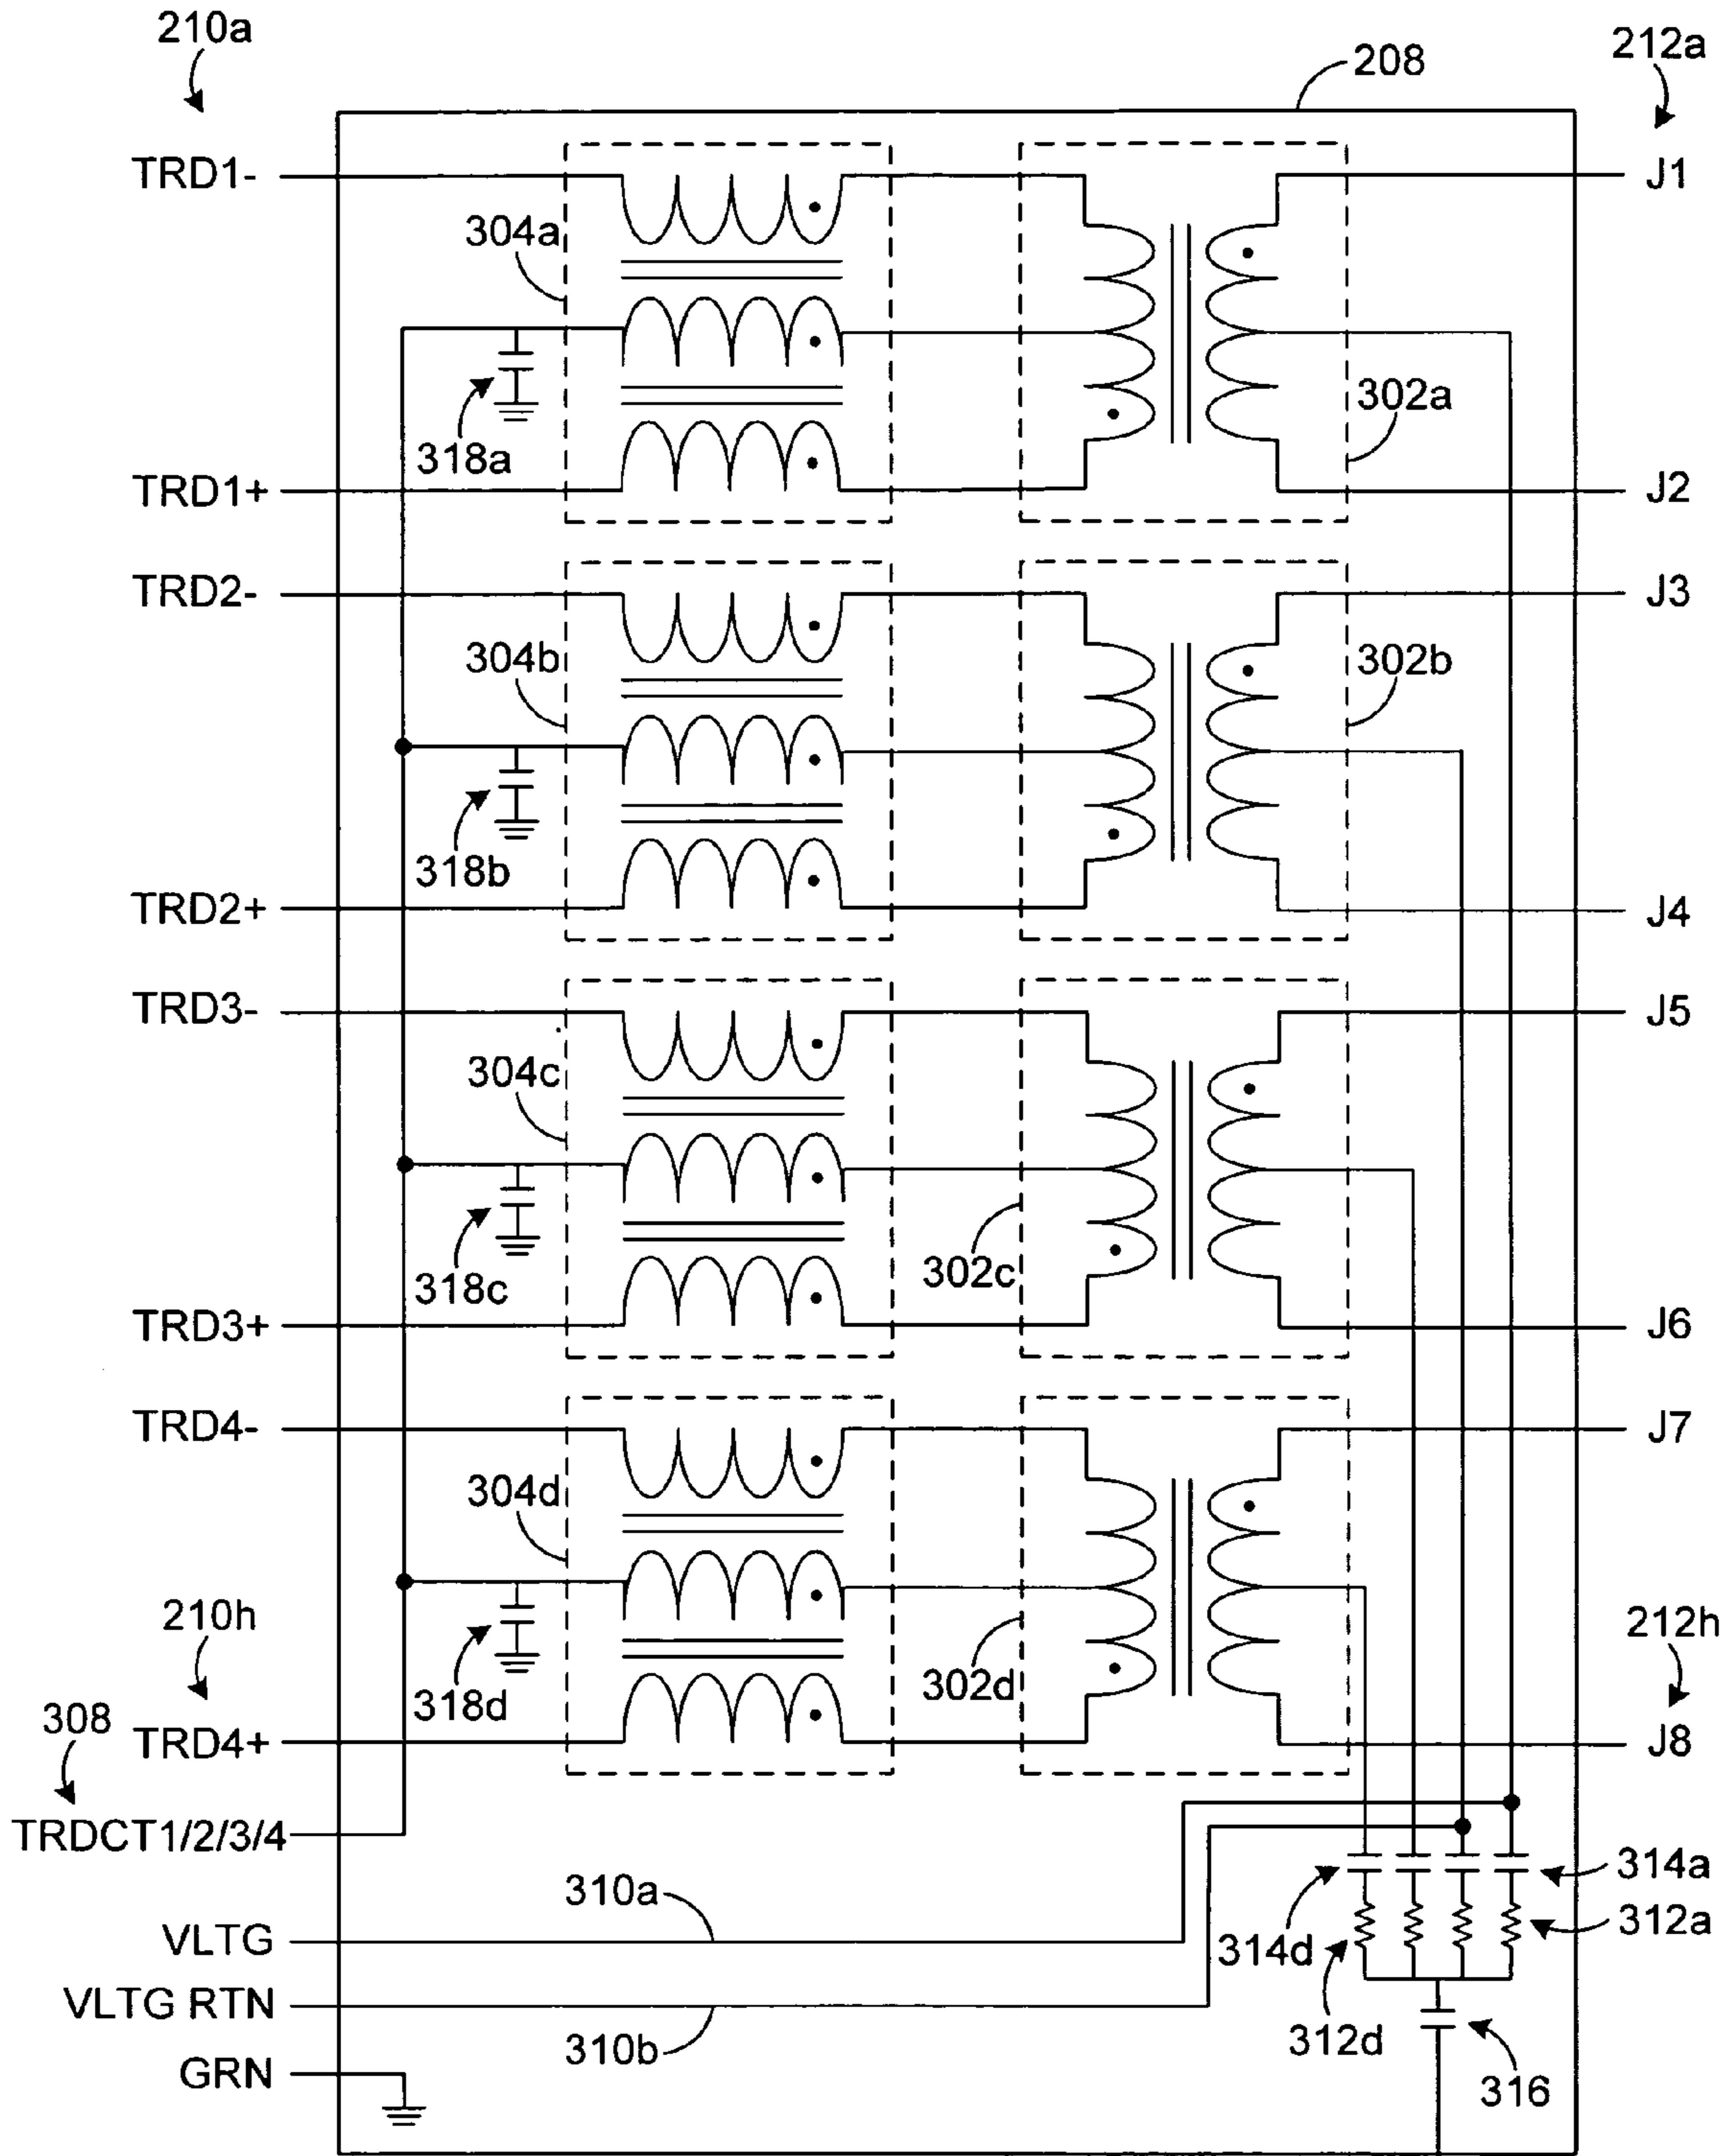 210a
208
212a
TRD1-
J1
304a
302a
318a
TRD1+
J2
TRD2-
J3
304b
302b
318b
TRD2+
J4
TRD3-
J5
304c
302c
318c
TRD3+
J6
TRD4-
J7
304d
210h
302d
212h
318d
308
TRD4+
J8
TRDCT1/2/3/4
314a
310a
312a
VLTG
314d
VLTG RTN
310b
312d
GRN
316